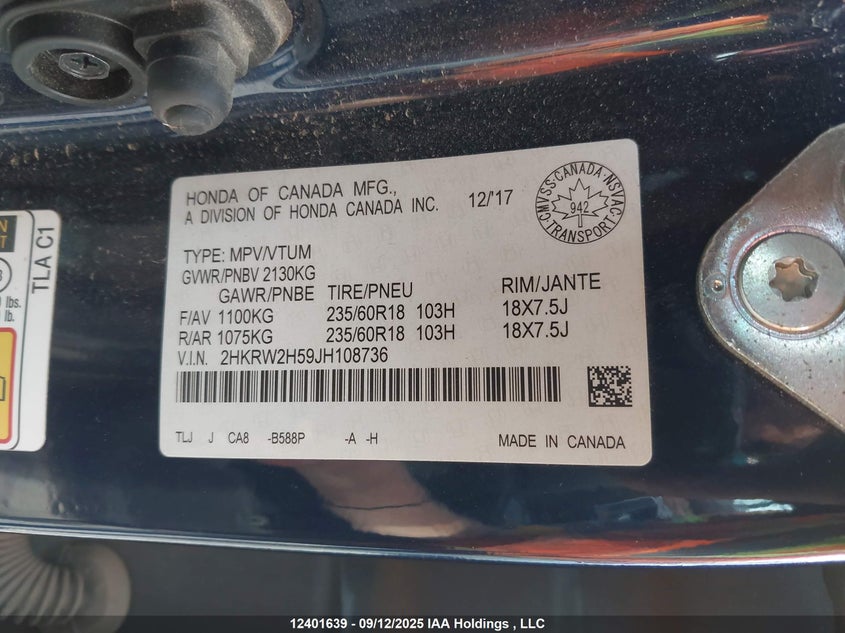 HONDA OF CANADA MFG.,
A DIVISION OF HONDA CANADA INC. 12/'17
CMVSS·CANADA·NSVAC
942
TRANSPORT
TYPE: MPV/VTUM
GVWR/PNBV 2130KG
GAWR/PNBE TIRE/PNEU RIM/JANTE
F/AV 1100KG 235/60R18 103H 18X7.5J
R/AR 1075KG 235/60R18 103H 18X7.5J
V.I.N. 2HKRW2H59JH108736
TLJ J CA8 -B588P -A -H MADE IN CANADA
TLA C1
lbs.
lb.
12401639 - 09/12/2025 IAA Holdings , LLC